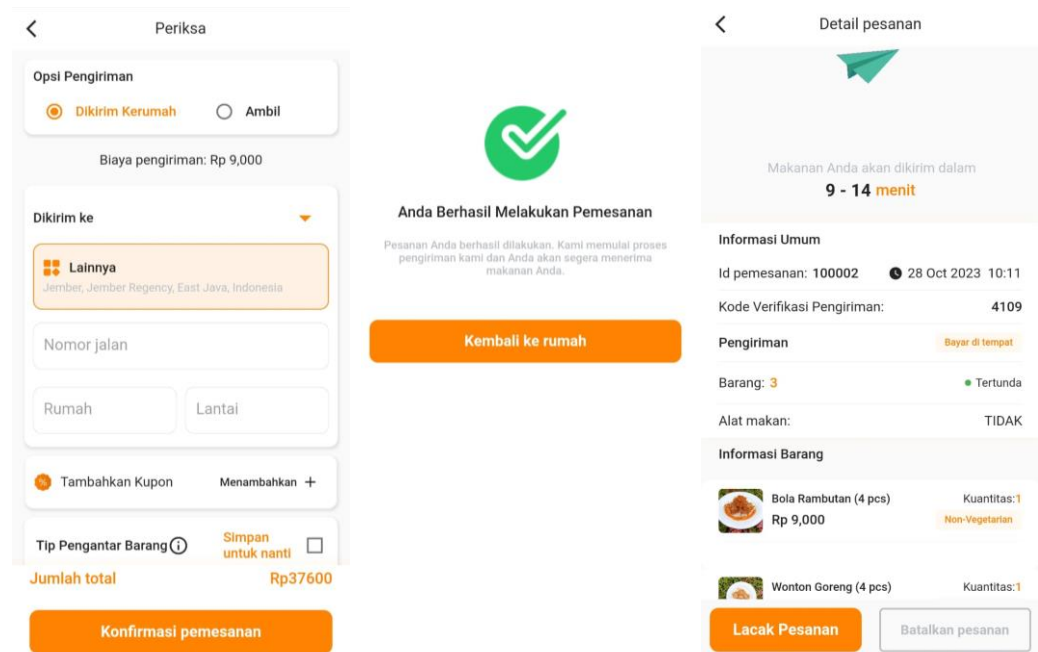 Periksa
Opsi Pengiriman
Dikirim Kerumah Ambil
Biaya pengiriman: Rp 9,000
Dikirim ke
Lainnya
Jember, Jember Regency, East Java, Indonesia
Nomor jalan
Rumah Lantai
Tambahkan Kupon Menambahkan +
Tip Pengantar Barang Simpan
untuk nanti
Jumlah total Rp37600
Konfirmasi pemesanan
Anda Berhasil Melakukan Pemesanan
Pesanan Anda berhasil dilakukan. Kami memulai proses
pengiriman kami dan Anda akan segera menerima
makanan Anda.
Kembali ke rumah
Detail pesanan
Makanan Anda akan dikirim dalam
9 - 14 menit
Informasi Umum
Id pemesanan: 100002 28 Oct 2023 10:11
Kode Verifikasi Pengiriman: 4109
Pengiriman Bayar di tempat
Barang: 3 Tertunda
Alat makan: TIDAK
Informasi Barang
Bola Rambutan (4 pcs) Kuantitas:1
Rp 9,000 Non-Vegetarian
Wonton Goreng (4 pcs) Kuantitas:1
Lacak Pesanan Batalkan pesanan